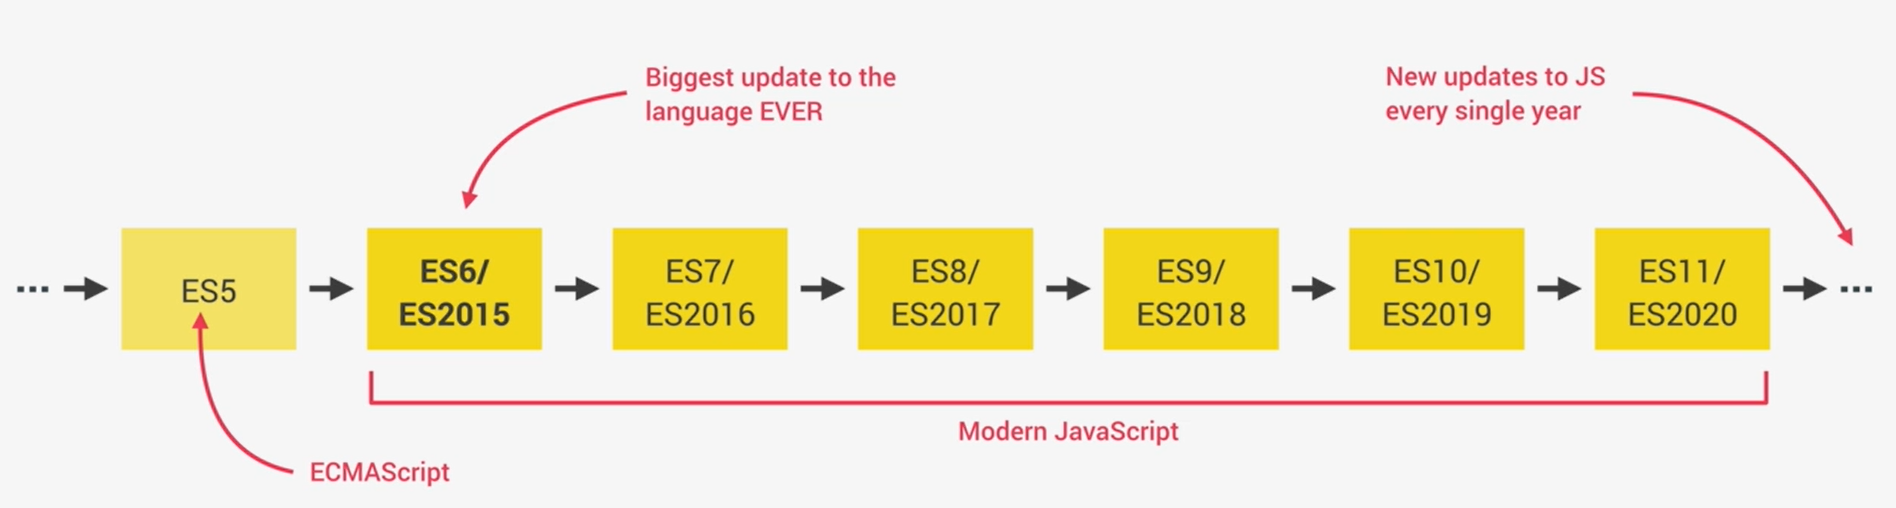 Biggest update to the
language EVER
New updates to JS
every single year
...
ES5
ES6/
ES2015
ES7/
ES2016
ES8/
ES2017
ES9/
ES2018
ES10/
ES2019
ES11/
ES2020
...
Modern JavaScript
ECMAScript